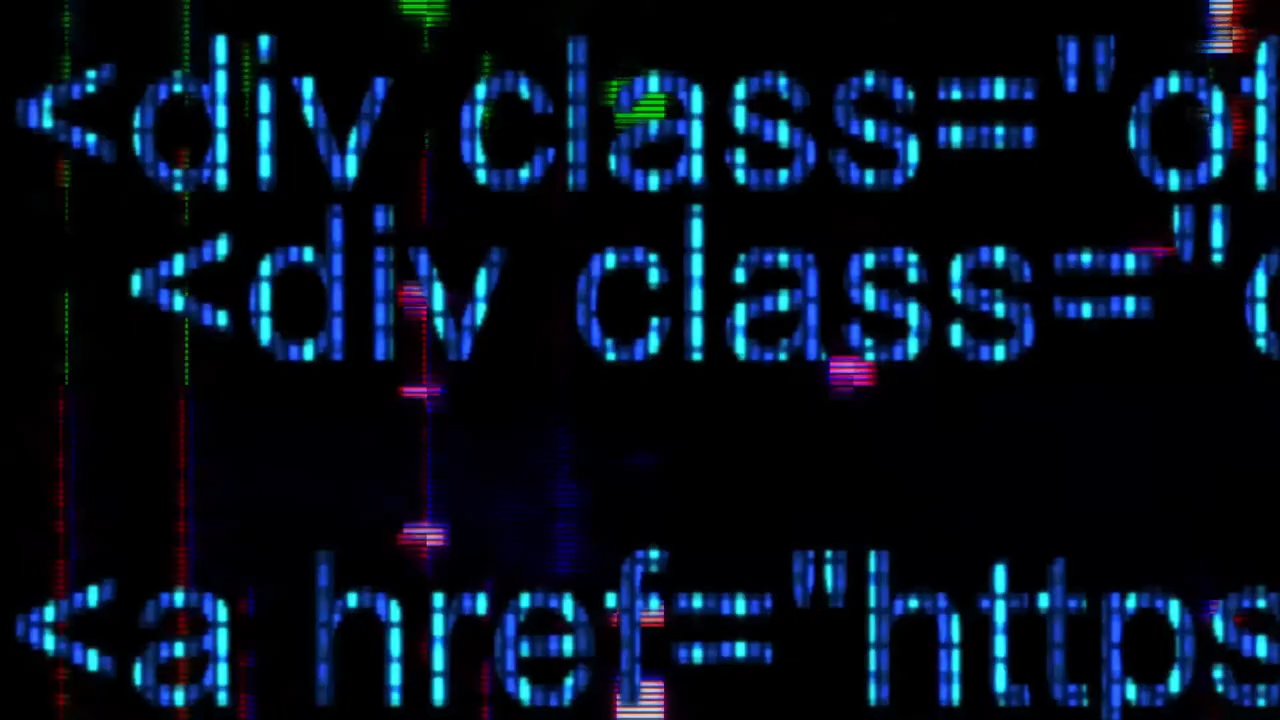 <div class="o
<div class="
<a href="https